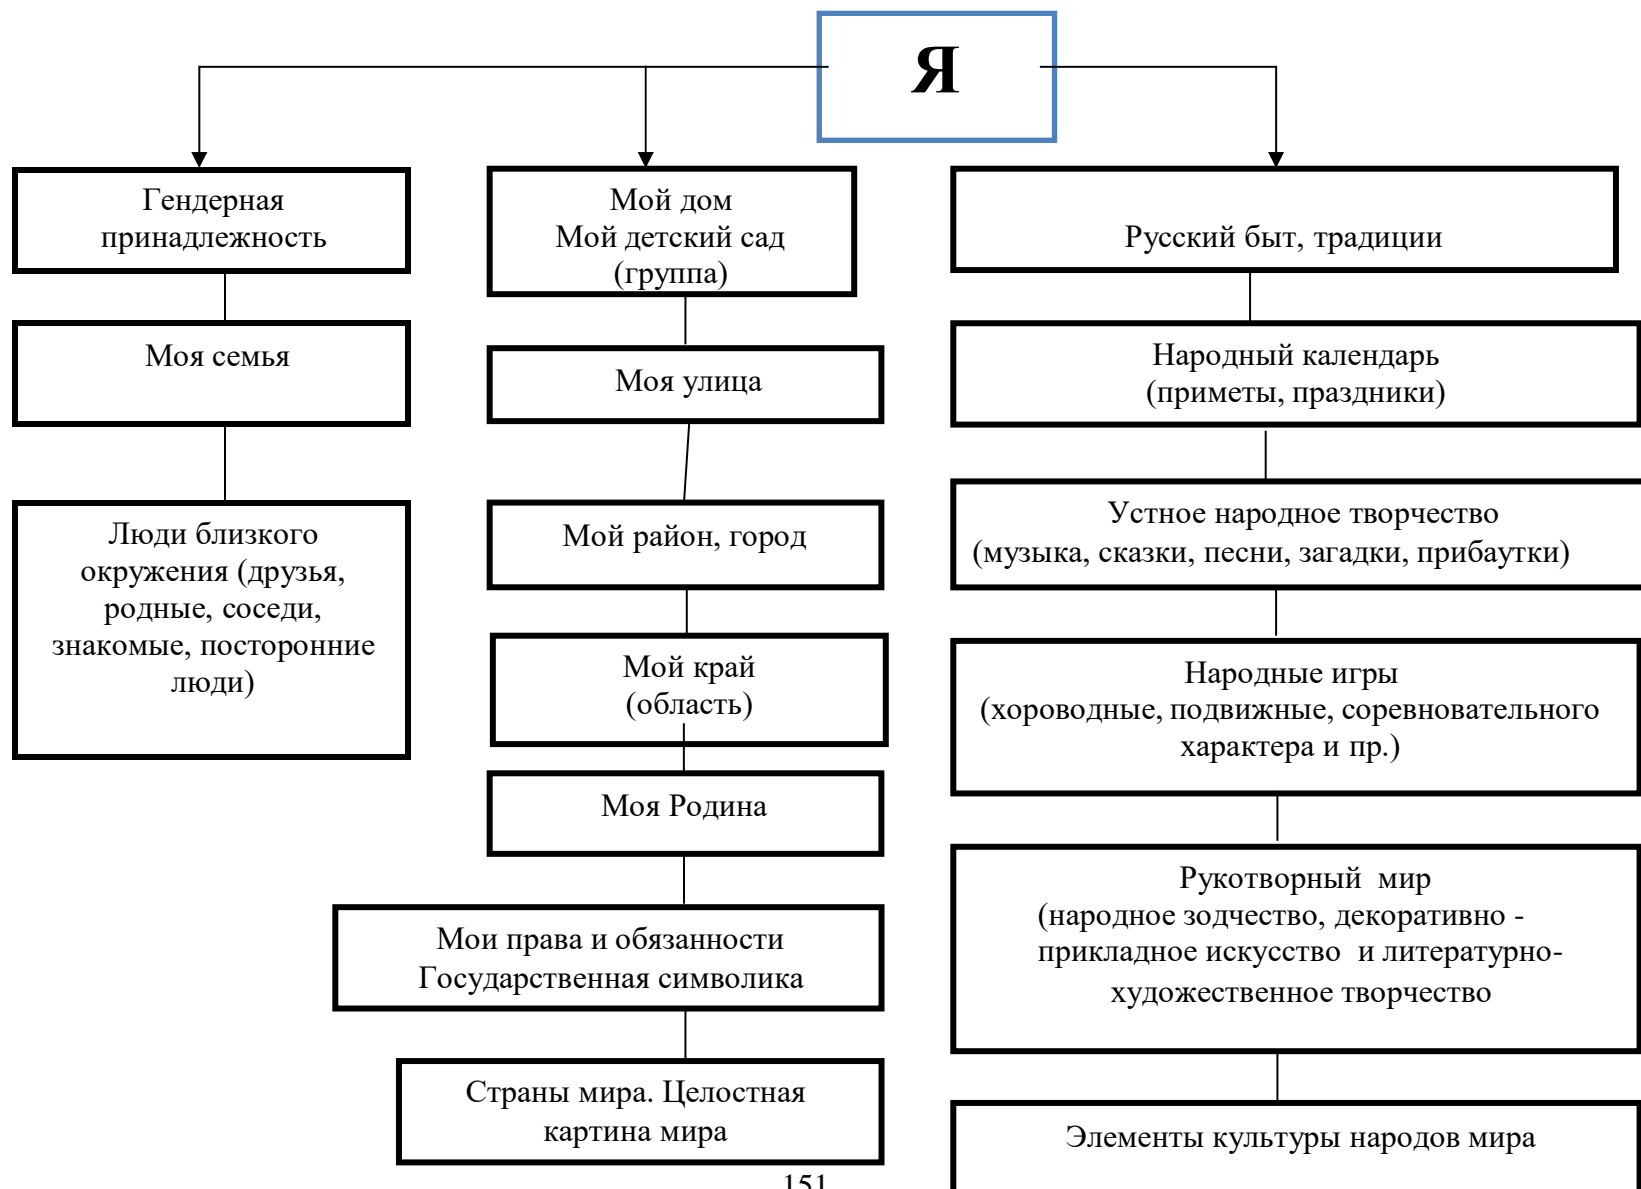 Я
Гендерная
принадлежность
Моя семья
Люди близкого
окружения (друзья,
родные, соседи,
знакомые, посторонние
люди)
Мой дом
Мой детский сад
(группа)
Моя улица
Мой район, город
Мой край
(область)
Моя Родина
Мои права и обязанности
Государственная символика
Страны мира. Целостная
картина мира
Русский быт, традиции
Народный календарь
(приметы, праздники)
Устное народное творчество
(музыка, сказки, песни, загадки, прибаутки)
Народные игры
(хороводные, подвижные, соревновательного
характера и пр.)
Рукотворный  мир
(народное зодчество, декоративно -
прикладное искусство  и литературно-
художественное творчество
Элементы культуры народов мира
151